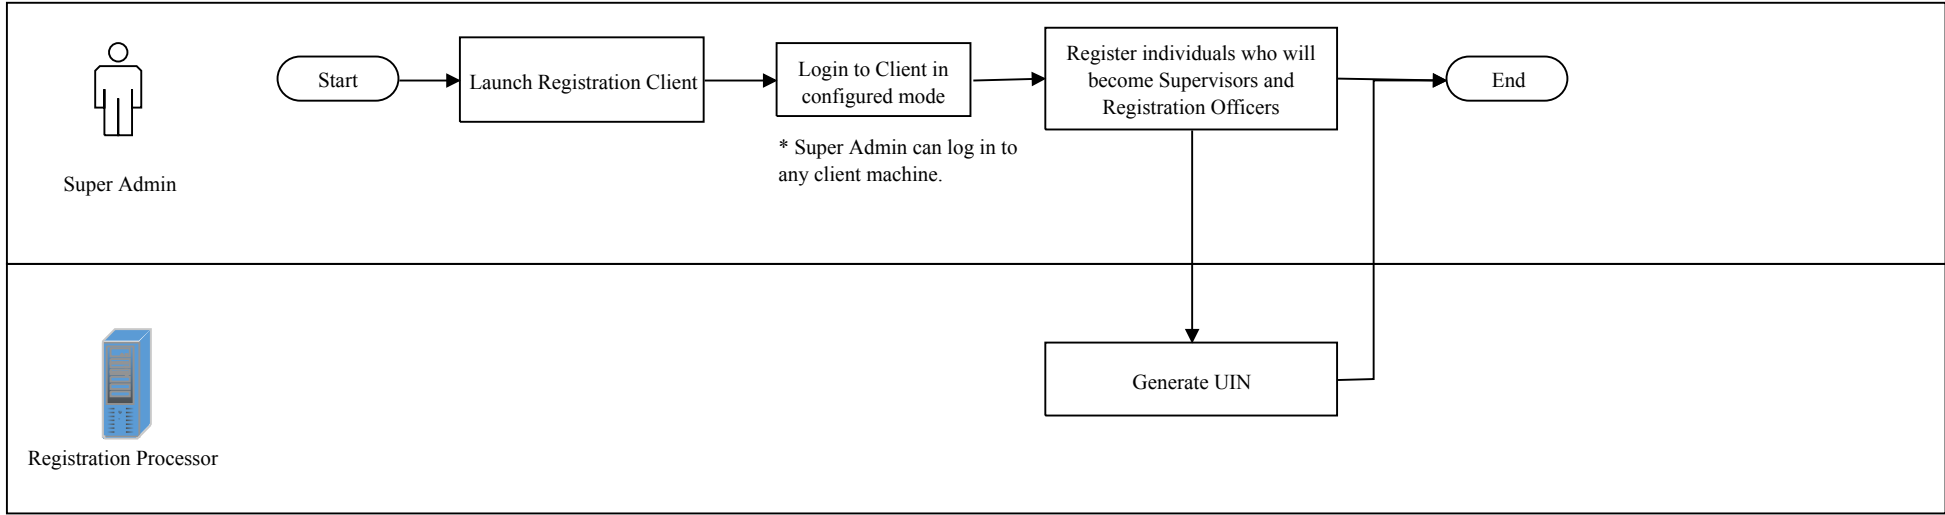 Super Admin
Start
Launch Registration Client
Login to Client in
configured mode
* Super Admin can log in to
any client machine.
Register individuals who will
become Supervisors and
Registration Officers
End
Registration Processor
Generate UIN